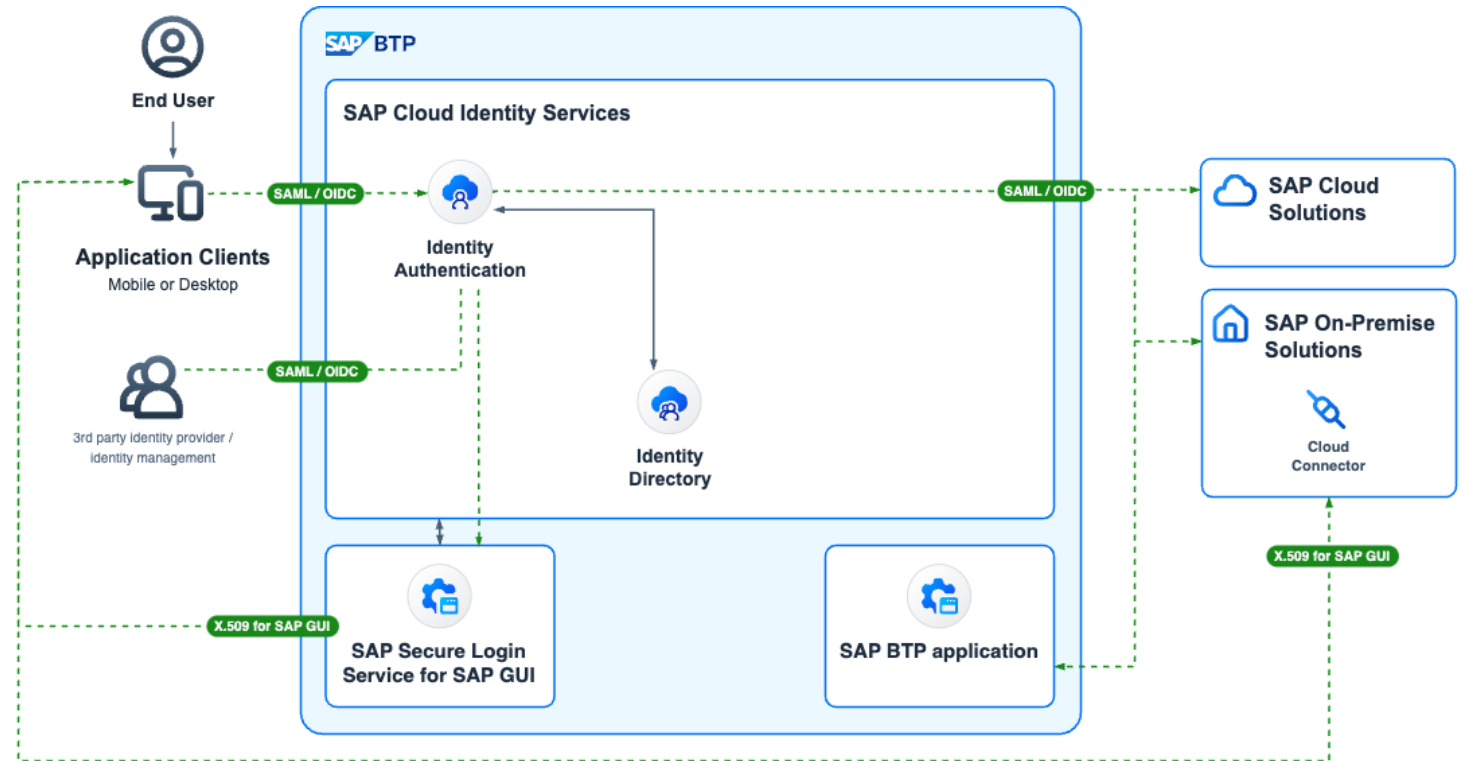 SAP BTP
End User
SAP Cloud Identity Services
SAML / OIDC
SAML / OIDC
SAP Cloud
Solutions
Application Clients
Mobile or Desktop
Identity
Authentication
SAP On-Premise
Solutions
SAML / OIDC
3rd party identity provider /
identity management
Identity
Directory
Cloud
Connector
X.509 for SAP GUI
X.509 for SAP GUI
SAP Secure Login
Service for SAP GUI
SAP BTP application